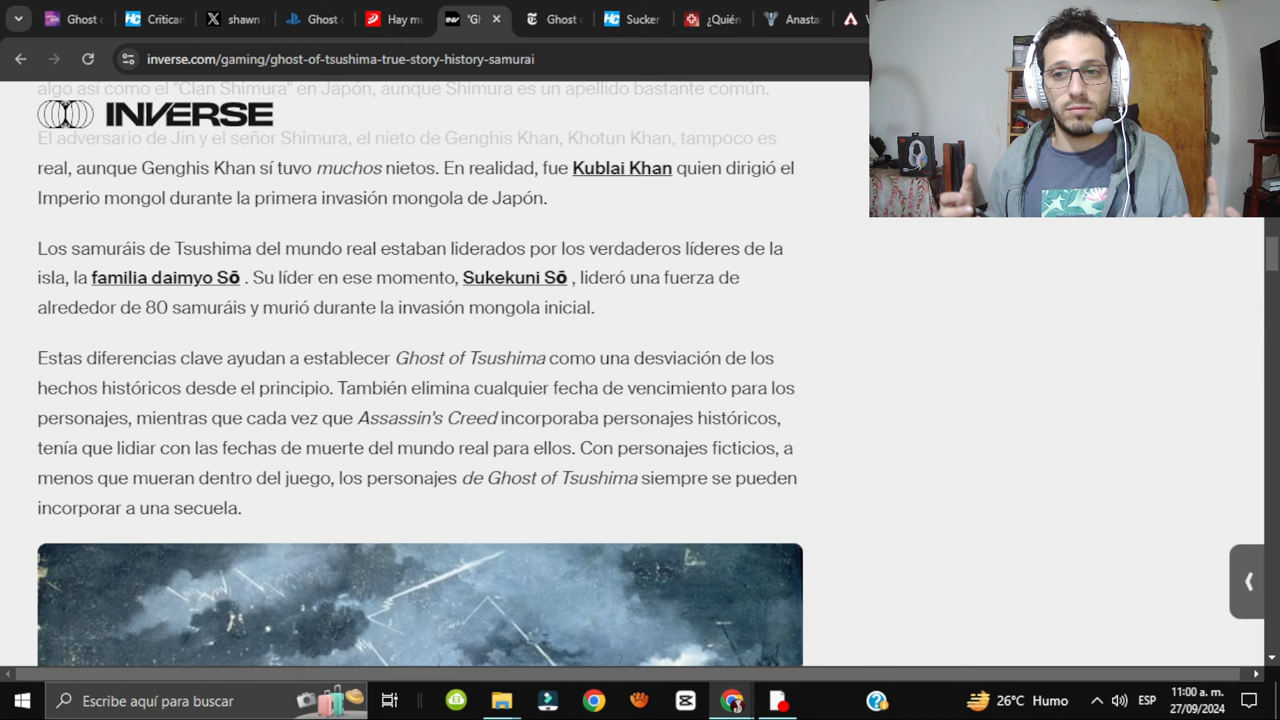 Ghost o
Critican
shawn
Ghost o
Hay mu
'Gh
Ghost o
Sucker
¿Quién
Anasta
inverse.com/gaming/ghost-of-tsushima-true-story-history-samurai
algo así como el "Clan Shimura" en Japón, aunque Shimura es un apellido bastante común.
INVERSE
El adversario de Jin y el señor Shimura, el nieto de Genghis Khan, Khotun Khan, tampoco es
real, aunque Genghis Khan sí tuvo muchos nietos. En realidad, fue Kublai Khan quien dirigió el
Imperio mongol durante la primera invasión mongola de Japón.
Los samuráis de Tsushima del mundo real estaban liderados por los verdaderos líderes de la
isla, la familia daimyo Sō . Su líder en ese momento, Sukekuni Sō , lideró una fuerza de
alrededor de 80 samuráis y murió durante la invasión mongola inicial.
Estas diferencias clave ayudan a establecer Ghost of Tsushima como una desviación de los
hechos históricos desde el principio. También elimina cualquier fecha de vencimiento para los
personajes, mientras que cada vez que Assassin's Creed incorporaba personajes históricos,
tenía que lidiar con las fechas de muerte del mundo real para ellos. Con personajes ficticios, a
menos que mueran dentro del juego, los personajes de Ghost of Tsushima siempre se pueden
incorporar a una secuela.
Escribe aquí para buscar
26°C Humo
ESP
11:00 a. m.
27/09/2024